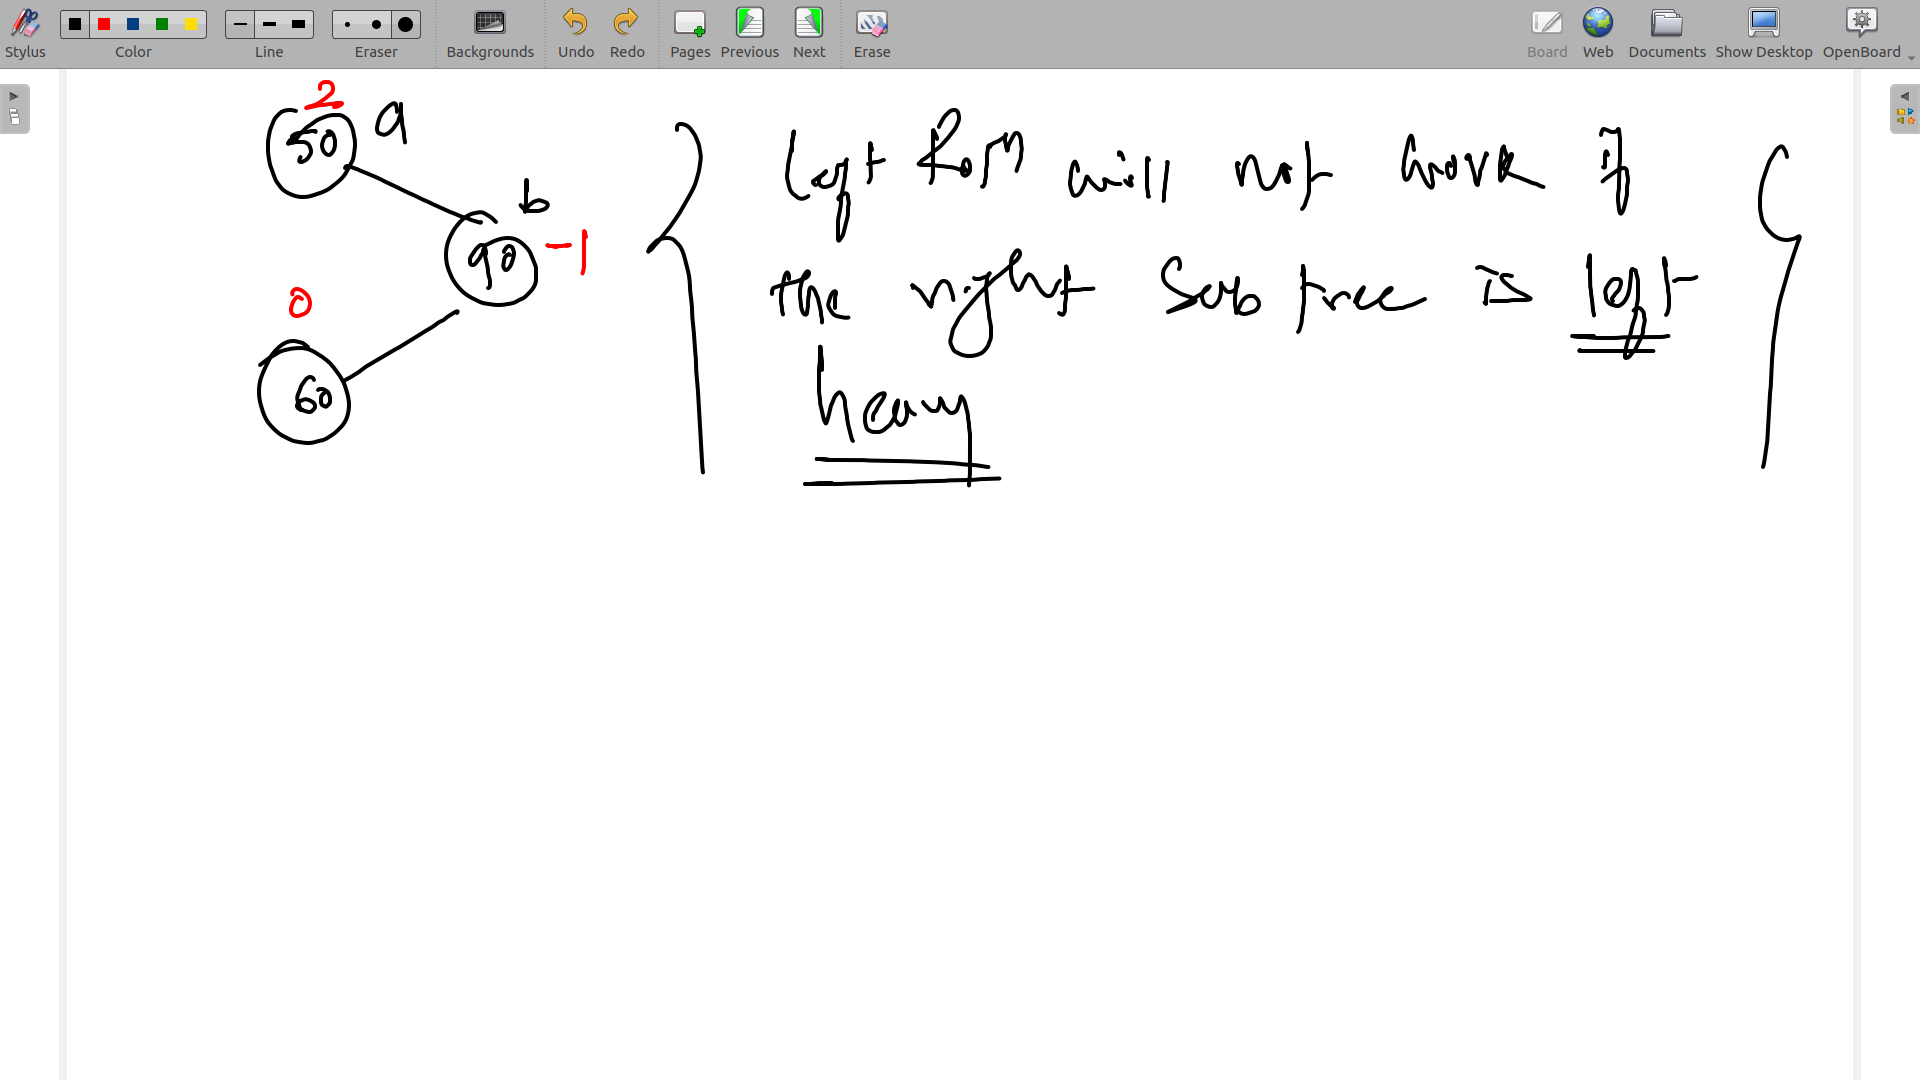 Stylus Color Line Eraser Backgrounds Undo Redo Pages Previous Next Erase Board Web Documents Show Desktop OpenBoard
2
50 a
b
90 -1
0
60
left Rotn will not work if
the right Sub tree is left
heavy